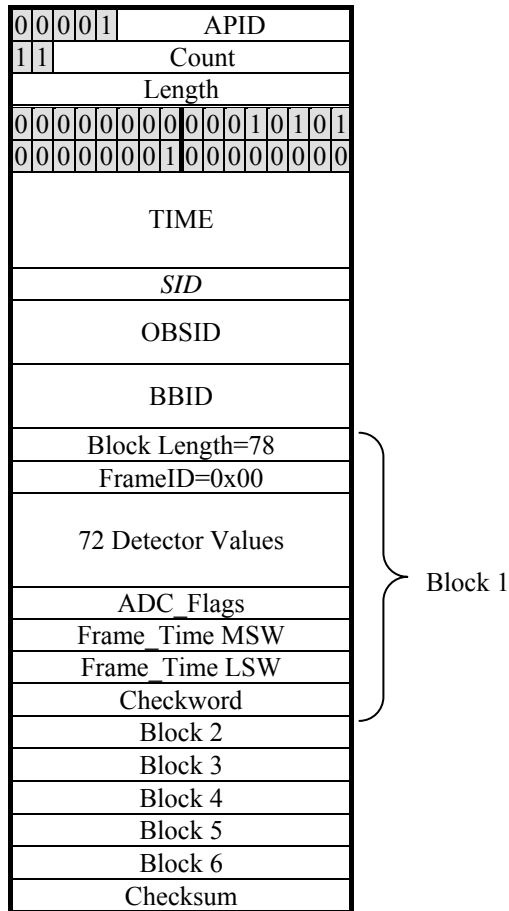 0 0 0 0 1 APID
1 1 Count
Length
0 0 0 0 0 0 0 0 0 0 0 1 0 1 0 1
0 0 0 0 0 0 0 1 0 0 0 0 0 0 0 0
TIME
SID
OBSID
BBID
Block Length=78
FrameID=0x00
72 Detector Values
Block 1
ADC_Flags
Frame_Time MSW
Frame_Time LSW
Checkword
Block 2
Block 3
Block 4
Block 5
Block 6
Checksum